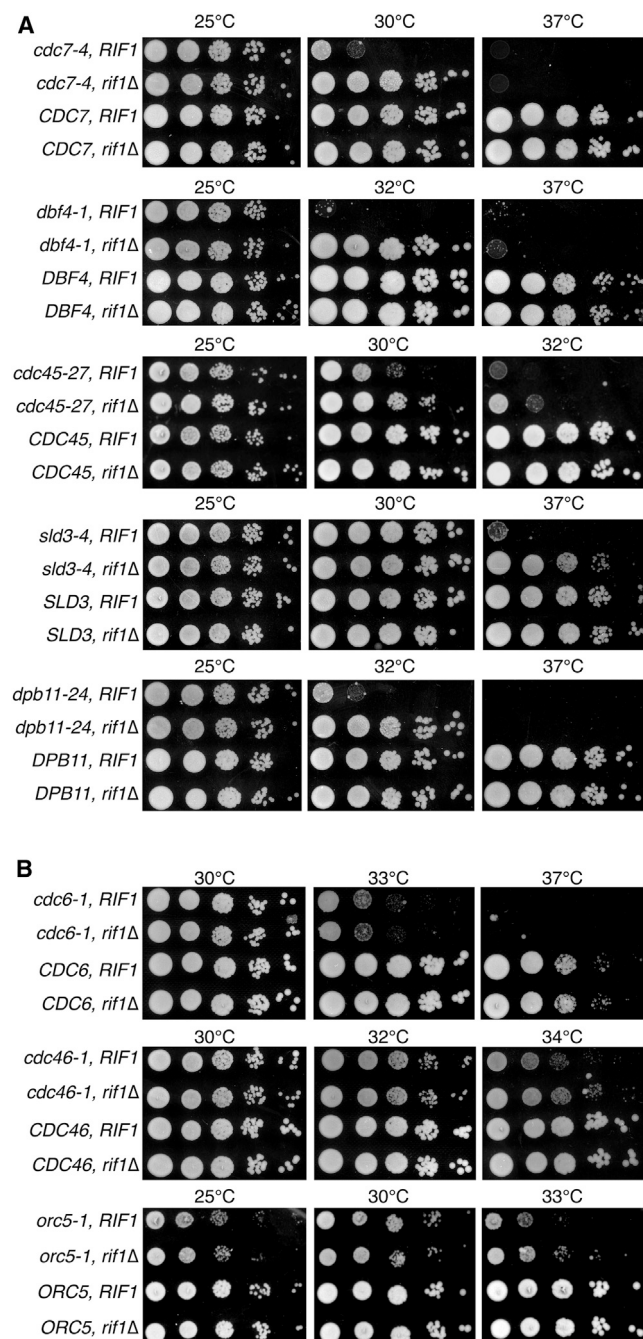 A
25°C 30°C 37°C
cdc7-4, RIF1
cdc7-4, rif1Δ
CDC7, RIF1
CDC7, rif1Δ
25°C 32°C 37°C
dbf4-1, RIF1
dbf4-1, rif1Δ
DBF4, RIF1
DBF4, rif1Δ
25°C 30°C 32°C
cdc45-27, RIF1
cdc45-27, rif1Δ
CDC45, RIF1
CDC45, rif1Δ
25°C 30°C 37°C
sld3-4, RIF1
sld3-4, rif1Δ
SLD3, RIF1
SLD3, rif1Δ
25°C 32°C 37°C
dpb11-24, RIF1
dpb11-24, rif1Δ
DPB11, RIF1
DPB11, rif1Δ
B
30°C 33°C 37°C
cdc6-1, RIF1
cdc6-1, rif1Δ
CDC6, RIF1
CDC6, rif1Δ
30°C 32°C 34°C
cdc46-1, RIF1
cdc46-1, rif1Δ
CDC46, RIF1
CDC46, rif1Δ
25°C 30°C 33°C
orc5-1, RIF1
orc5-1, rif1Δ
ORC5, RIF1
ORC5, rif1Δ